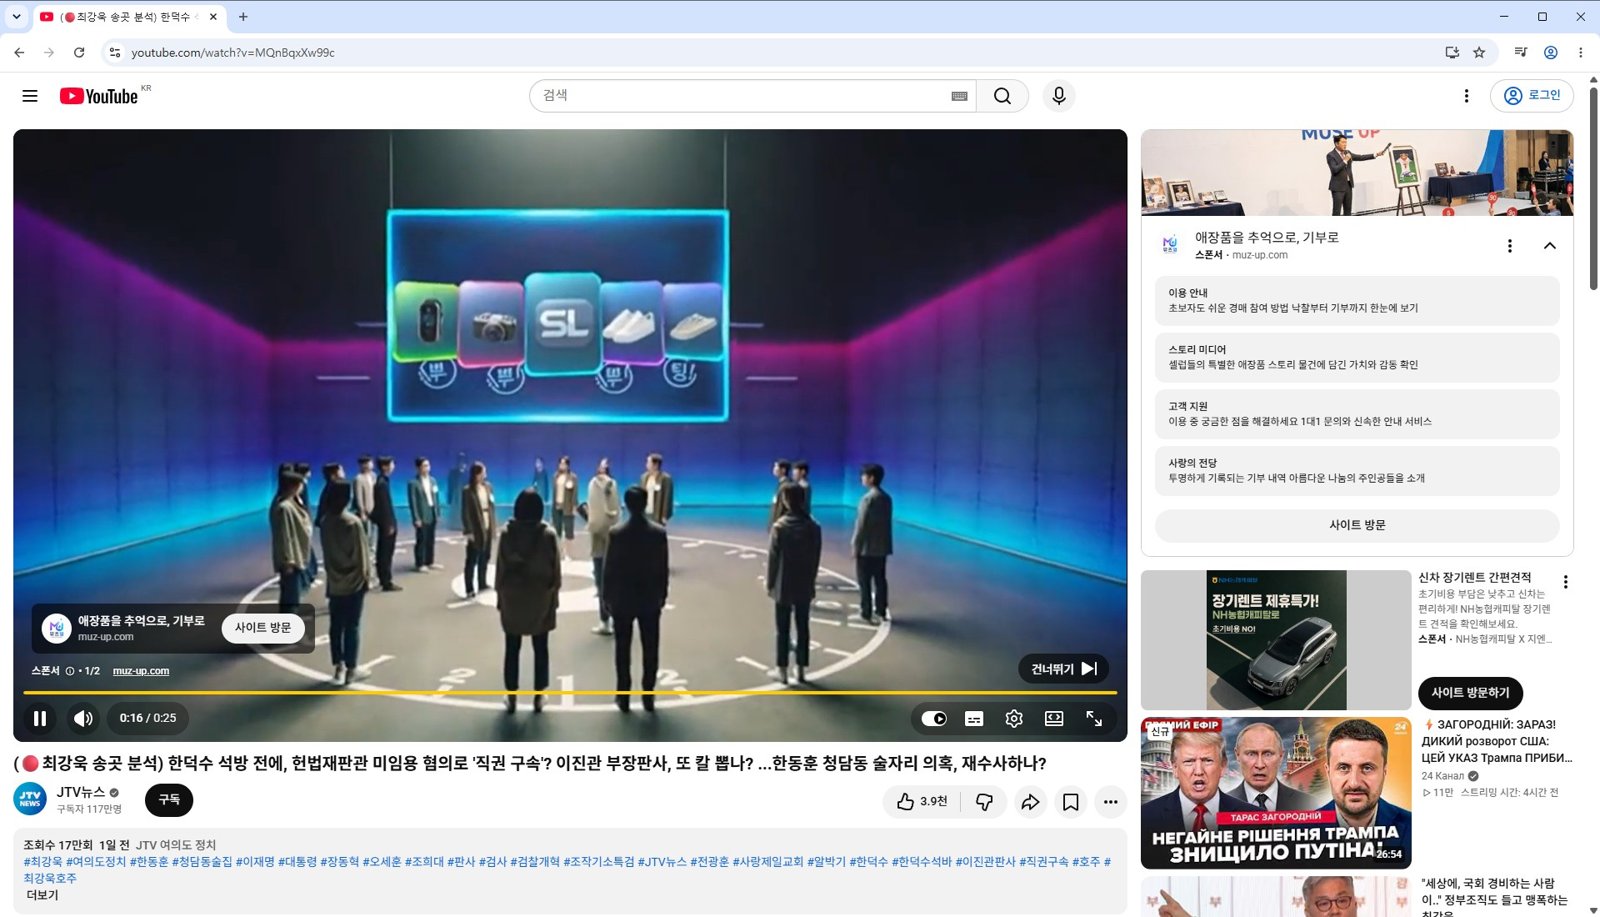 (🔴최강욱 송곳 분석) 한덕수
youtube.com/watch?v=MQnBqxXw99c
YouTube KR
검색
로그인
SL
뿌
뿌
뿌
팅!
애장품을 추억으로, 기부로
muz-up.com
사이트 방문
스폰서 • 1/2 muz-up.com
건너뛰기
0:16 / 0:25
(🔴최강욱 송곳 분석) 한덕수 석방 전에, 헌법재판관 미임용 혐의로 '직권 구속'? 이진관 부장판사, 또 칼 뽑나? ...한동훈 청담동 술자리 의혹, 재수사하나?
JTV NEWS
JTV뉴스
구독자 117만명
구독
3.9천
조회수 17만회 1일 전 JTV 여의도 정치
#최강욱 #여의도정치 #한동훈 #청담동술집 #이재명 #대통령 #장동혁 #오세훈 #조희대 #판사 #검사 #검찰개혁 #조작기소특검 #JTV뉴스 #전광훈 #사랑제일교회 #알박기 #한덕수 #한덕수석바 #이진관판사 #직권구속 #호주 #
최강욱호주
더보기
MUSE UP
애장품을 추억으로, 기부로
스폰서 · muz-up.com
이용 안내
초보자도 쉬운 경매 참여 방법 낙찰부터 기부까지 한눈에 보기
스토리 미디어
셀럽들의 특별한 애장품 스토리 물건에 담긴 가치와 감동 확인
고객 지원
이용 중 궁금한 점을 해결하세요 1대1 문의와 신속한 안내 서비스
사랑의 전당
투명하게 기록되는 기부 내역 아름다운 나눔의 주인공들을 소개
사이트 방문
NH농협캐피탈
장기렌트 제휴특가!
NH농협캐피탈로
초기비용 NO!
신차 장기렌트 간편견적
초기비용 부담은 낮추고 신차는
편리하게! NH농협캐피탈 장기렌
트 견적을 확인해보세요.
스폰서 · NH농협캐피탈 X 지엔...
사이트 방문하기
ПРЯМИЙ ЕФІР
신규
24
ТАРАС ЗАГОРОДНІЙ
НЕГАЙНЕ РІШЕННЯ ТРАМПА
ЗНИЩИЛО ПУТІНА!
26:54
⚡ ЗАГОРОДНІЙ: ЗАРАЗ!
ДИКИЙ розворот США:
ЦЕЙ УКАЗ Трампа ПРИБИ...
24 Канал
11만 스트리밍 시간: 4시간 전
"세상에, 국회 경비하는 사람
이.." 정부조직도 들고 맹폭하는
최강욱